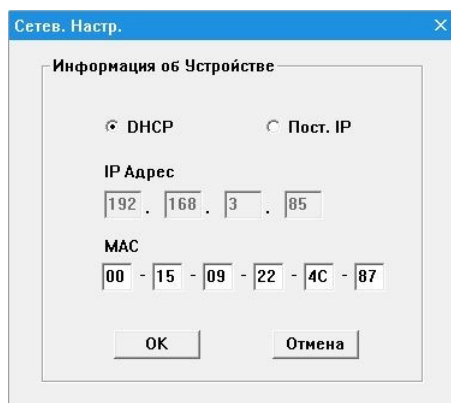 Сетев. Настр.
Информация об Устройстве
DHCP Пост. IP
IP Адрес
192 . 168 . 3 . 85
MAC
00 - 15 - 09 - 22 - 4C - 87
OK Отмена